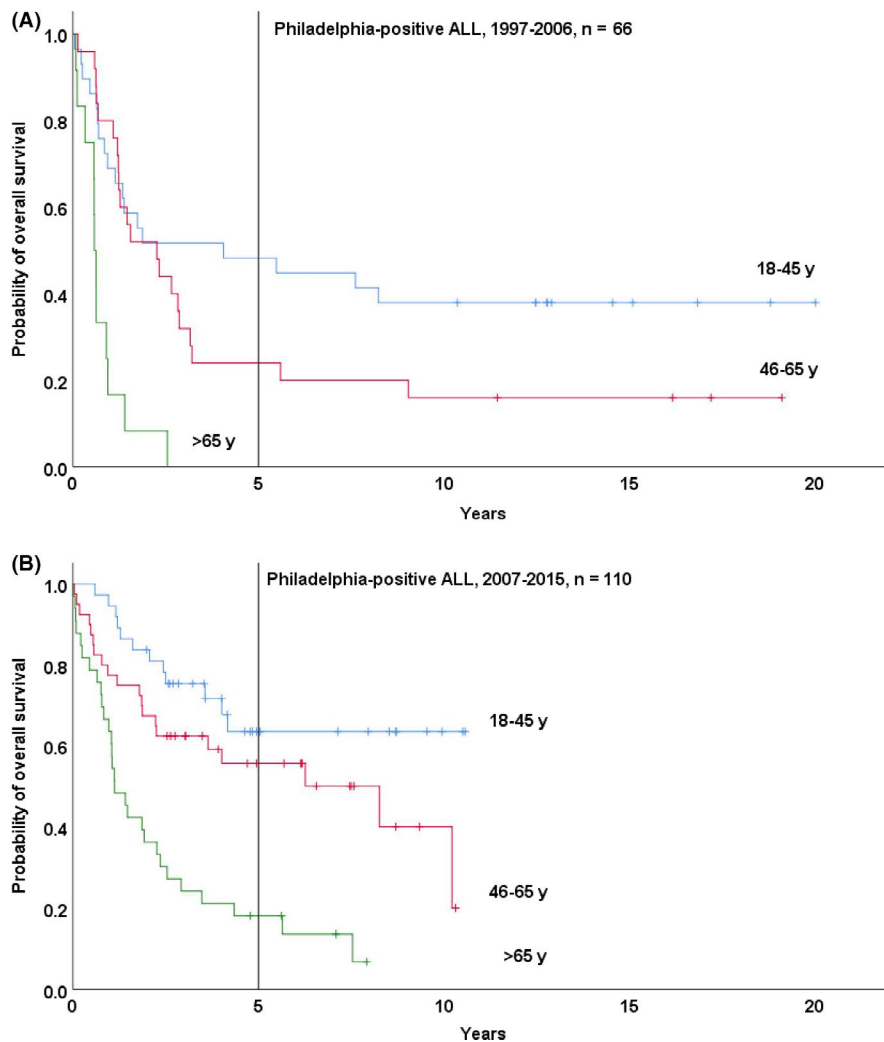 (A)
Philadelphia-positive ALL, 1997-2006, n = 66
Probability of overall survival
1.0
0.8
0.6
0.4
0.2
0.0
18-45 y
46-65 y
>65 y
0 5 10 15 20
Years
(B)
Philadelphia-positive ALL, 2007-2015, n = 110
Probability of overall survival
1.0
0.8
0.6
0.4
0.2
0.0
18-45 y
46-65 y
>65 y
0 5 10 15 20
Years